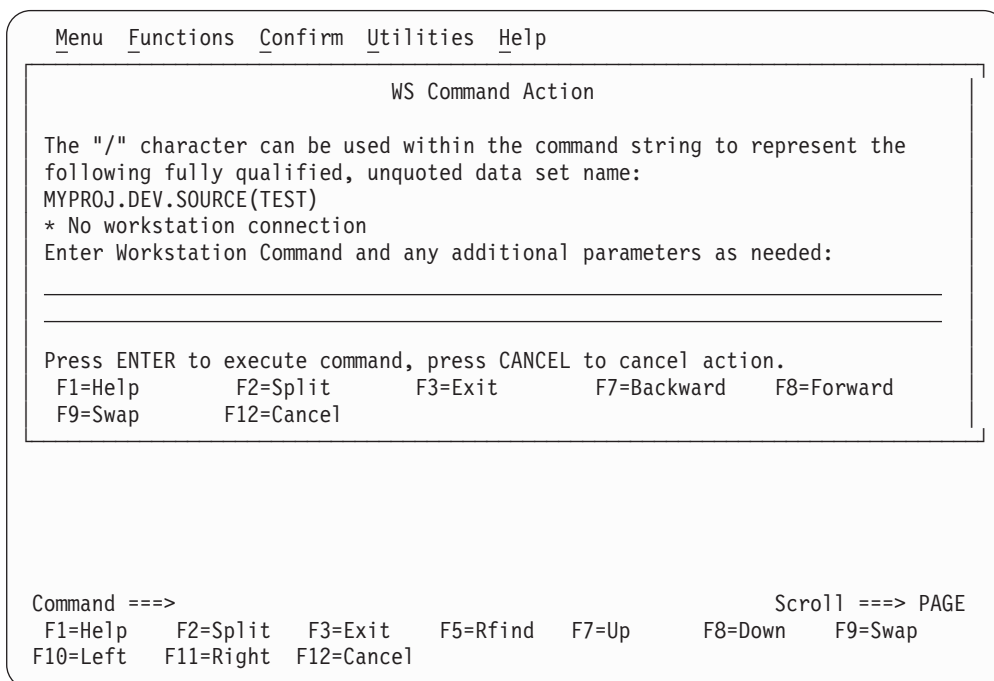 Menu Functions Confirm Utilities Help
WS Command Action
The "/" character can be used within the command string to represent the
following fully qualified, unquoted data set name:
MYPROJ.DEV.SOURCE(TEST)
* No workstation connection
Enter Workstation Command and any additional parameters as needed:
Press ENTER to execute command, press CANCEL to cancel action.
F1=Help F2=Split F3=Exit F7=Backward F8=Forward
F9=Swap F12=Cancel
Command ===> Scroll ===> PAGE
F1=Help F2=Split F3=Exit F5=Rfind F7=Up F8=Down F9=Swap
F10=Left F11=Right F12=Cancel